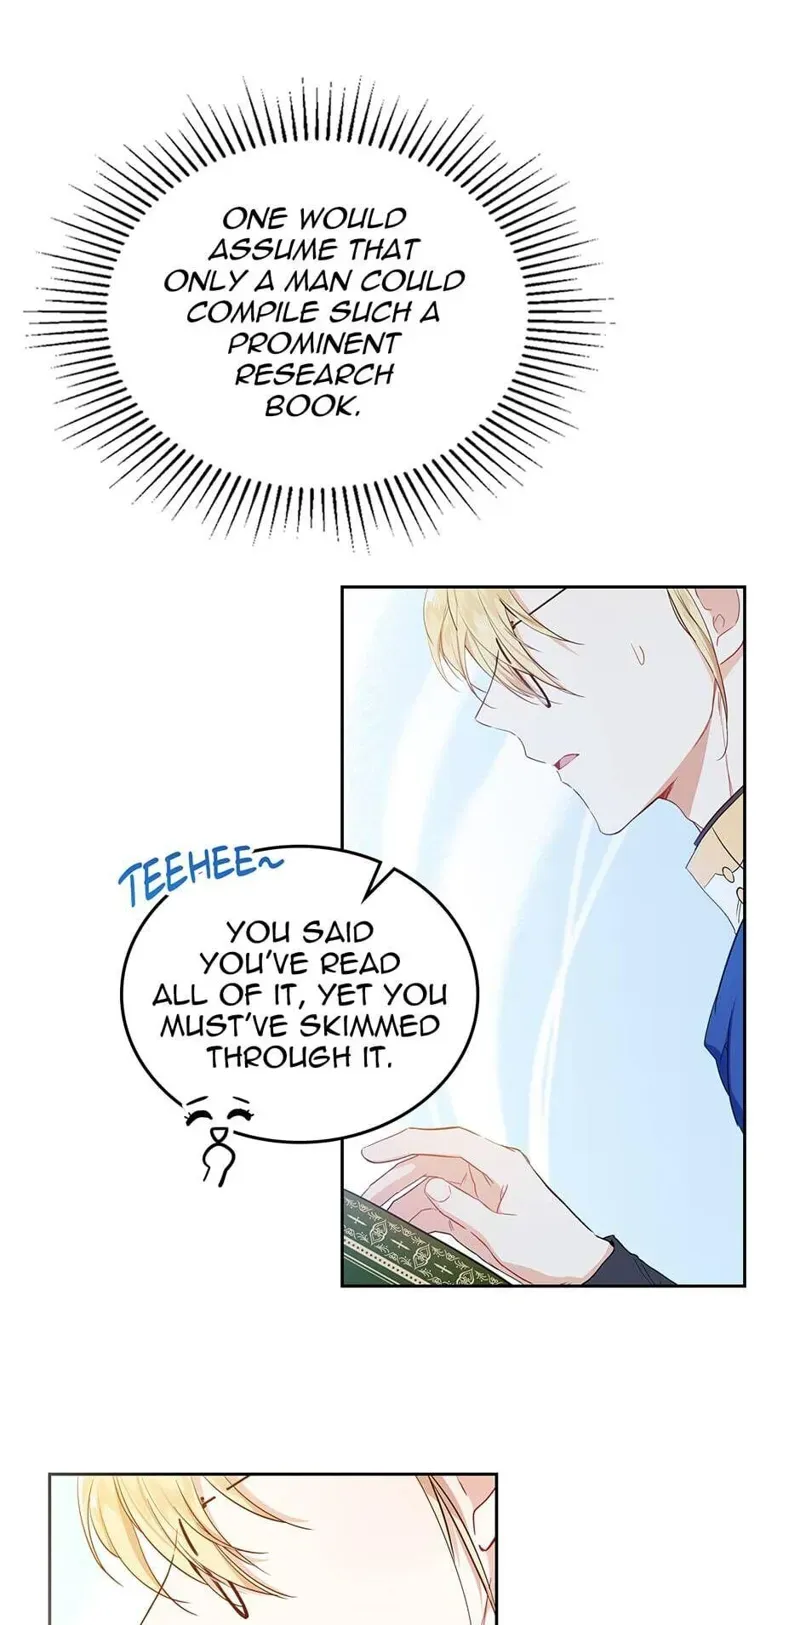 ONE WOULD
ASSUME THAT
ONLY A MAN COULD
COMPILE SUCH A
PROMINENT
RESEARCH
BOOK.
TEEHEE~
YOU SAID
YOU'VE READ
ALL OF IT, YET YOU
MUST'VE SKIMMED
THROUGH IT.